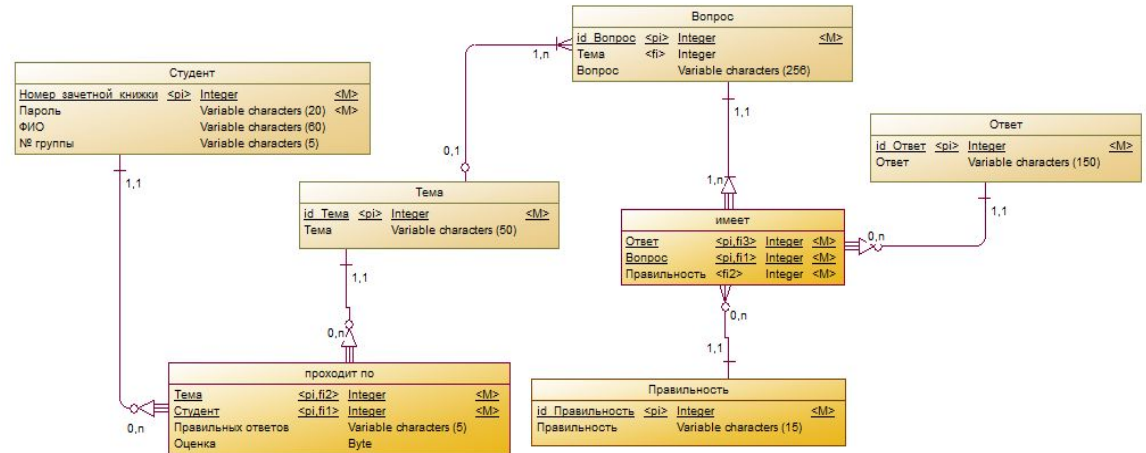 Вопрос
id_Вопрос <pi> Integer <M>
Тема <fi> Integer
Вопрос Variable characters (256)
1,n
1,1
Студент
Номер зачетной книжки <pi> Integer <M>
Пароль Variable characters (20) <M>
ФИО Variable characters (60)
№ группы Variable characters (5)
1,1
Ответ
id_Ответ <pi> Integer <M>
Ответ Variable characters (150)
1,1
0,1
Тема
id_Тема <pi> Integer <M>
Тема Variable characters (50)
1,1
1,n
имеет
Ответ <pi,fi3> Integer <M>
Вопрос <pi,fi1> Integer <M>
Правильность <fi2> Integer <M>
0,n
0,n
0,n
1,1
проходит по
Тема <pi,fi2> Integer <M>
Студент <pi,fi1> Integer <M>
Правильных ответов Variable characters (5)
Оценка Byte
0,n
Правильность
id_Правильность <pi> Integer <M>
Правильность Variable characters (15)